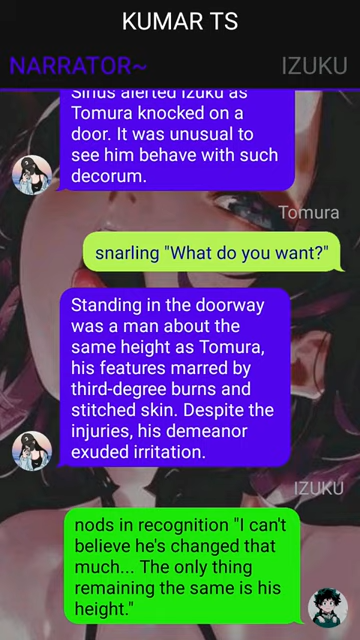 KUMAR TS
NARRATOR~
IZUKU
Sirius alerted Izuku as
Tomura knocked on a
door. It was unusual to
see him behave with such
decorum.
Tomura
snarling "What do you want?"
Standing in the doorway
was a man about the
same height as Tomura,
his features marred by
third-degree burns and
stitched skin. Despite the
injuries, his demeanor
exuded irritation.
IZUKU
nods in recognition "I can't
believe he's changed that
much... The only thing
remaining the same is his
height."